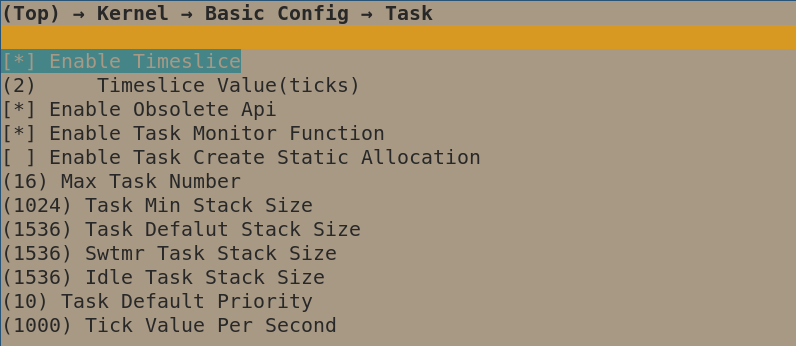 (Top) → Kernel → Basic Config → Task
[*] Enable Timeslice
(2)     Timeslice Value(ticks)
[*] Enable Obsolete Api
[*] Enable Task Monitor Function
[ ] Enable Task Create Static Allocation
(16) Max Task Number
(1024) Task Min Stack Size
(1536) Task Defalut Stack Size
(1536) Swtmr Task Stack Size
(1536) Idle Task Stack Size
(10) Task Default Priority
(1000) Tick Value Per Second